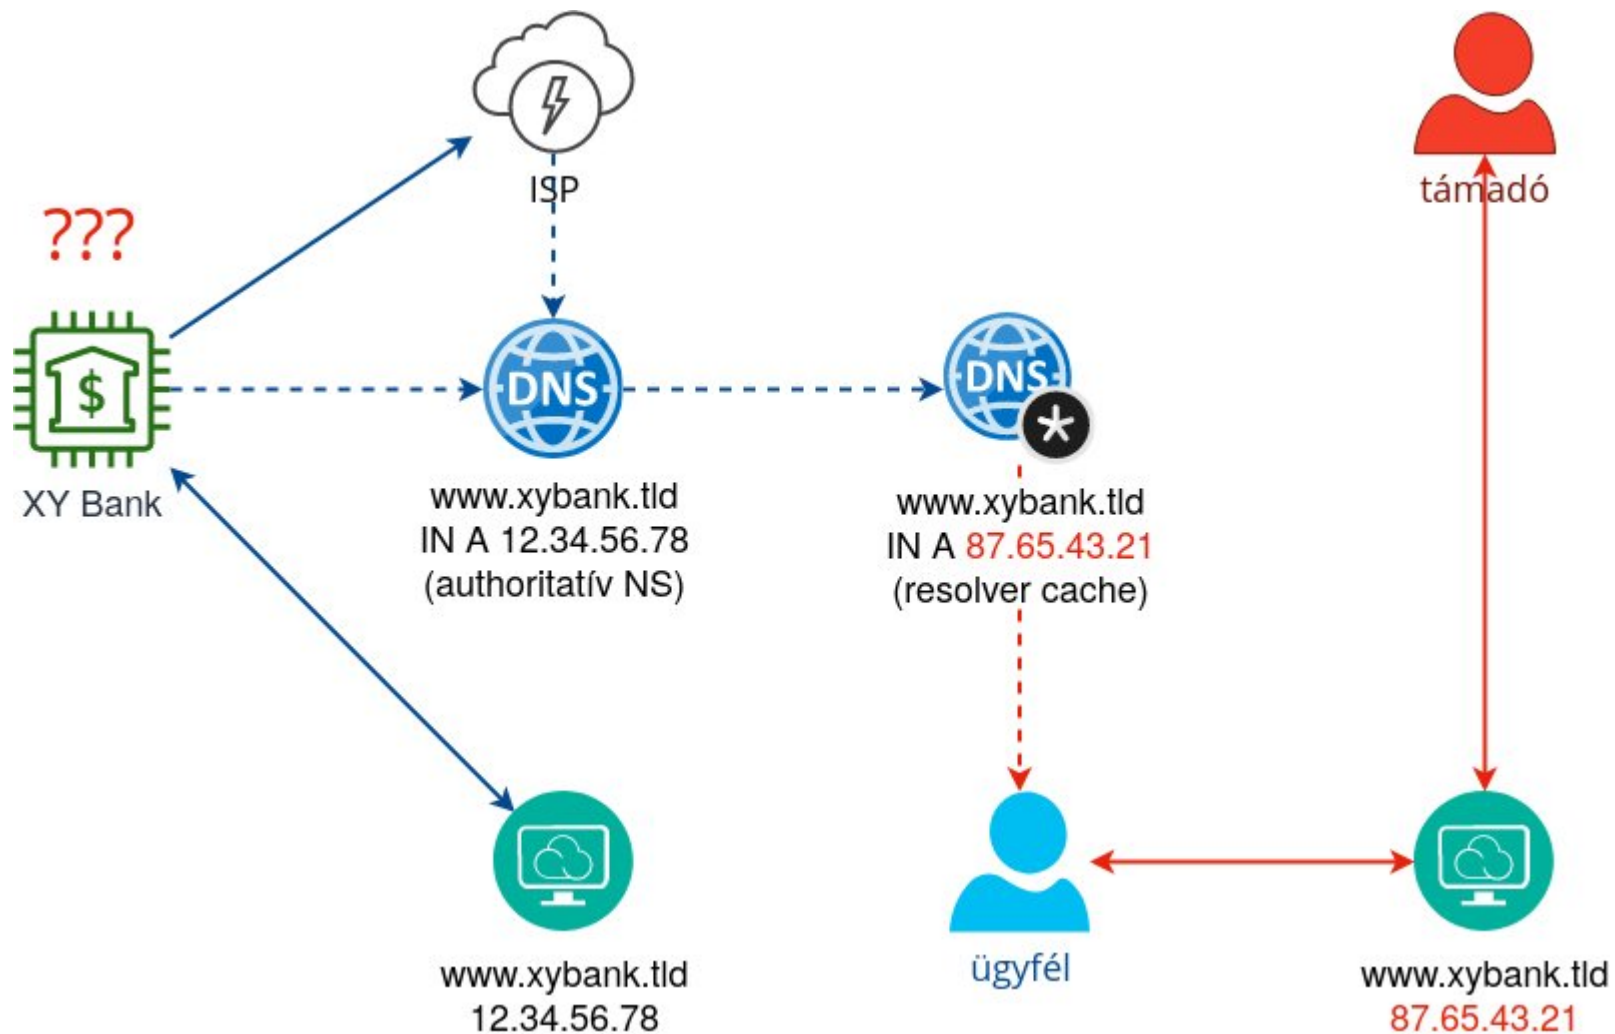 ISP
támadó
???
$
DNS
DNS
*
XY Bank
www.xybank.tld
IN A 12.34.56.78
(authoritatív NS)
www.xybank.tld
IN A 87.65.43.21
(resolver cache)
www.xybank.tld
12.34.56.78
ügyfél
www.xybank.tld
87.65.43.21